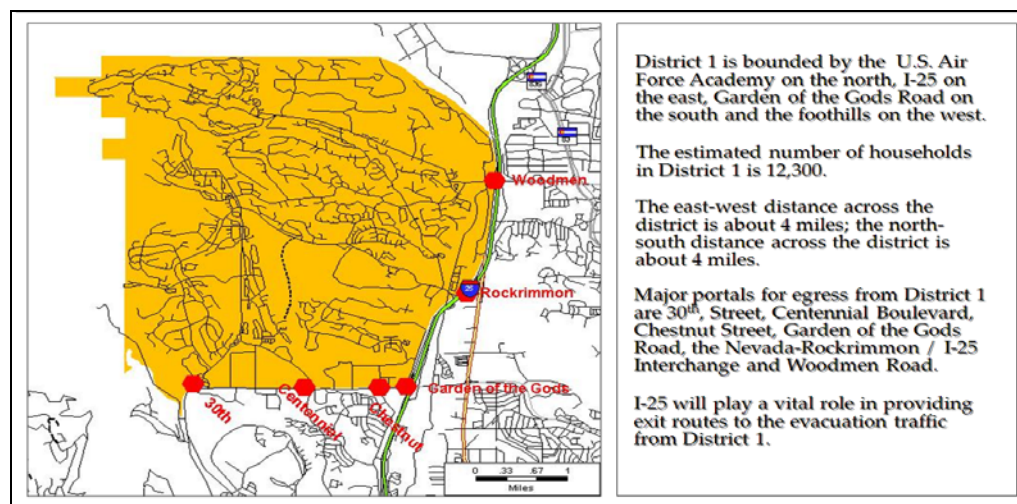 Woodmen
Rockrimmon
Garden of the Gods
30th
Centennial
Chestnut
0 .33 .67 1
Miles
District 1 is bounded by the U.S. Air
Force Academy on the north, I-25 on
the east, Garden of the Gods Road on
the south and the foothills on the west.
The estimated number of households
in District 1 is 12,300.
The east-west distance across the
district is about 4 miles; the north-
south distance across the district is
about 4 miles.
Major portals for egress from District 1
are 30th, Street, Centennial Boulevard,
Chestnut Street, Garden of the Gods
Road, the Nevada-Rockrimmon / I-25
Interchange and Woodmen Road.
I-25 will play a vital role in providing
exit routes to the evacuation traffic
from District 1.